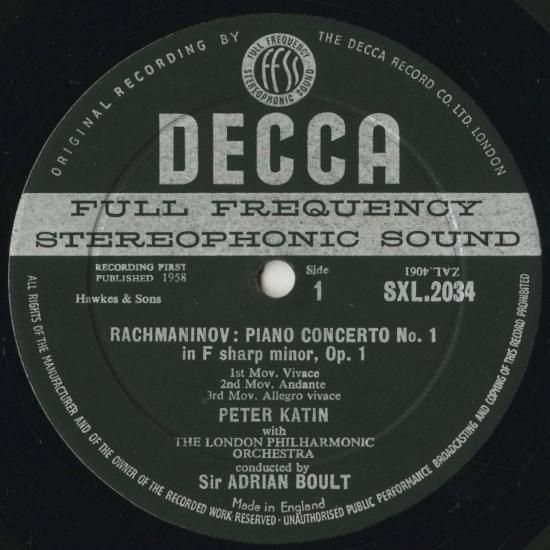 ORIGINAL RECORDING BY
THE DECCA RECORD CO. LTD. LONDON
FULL FREQUENCY
ffss
STEREOPHONIC SOUND
DECCA
FULL FREQUENCY
STEREOPHONIC SOUND
RECORDING FIRST
PUBLISHED 1958
Hawkes & Sons
Side
1
ZAL.4061
SXL.2034
RACHMANINOV: PIANO CONCERTO No. 1
in F sharp minor, Op. 1
1st Mov. Vivace
2nd Mov. Andante
3rd Mov. Allegro vivace
PETER KATIN
with
THE LONDON PHILHARMONIC
ORCHESTRA
conducted by
Sir ADRIAN BOULT
Made in England
ALL RIGHTS OF THE MANUFACTURER AND OF THE OWNER OF THE RECORDED WORK RESERVED · UNAUTHORISED PUBLIC PERFORMANCE BROADCASTING AND COPYING OF THIS RECORD PROHIBITED